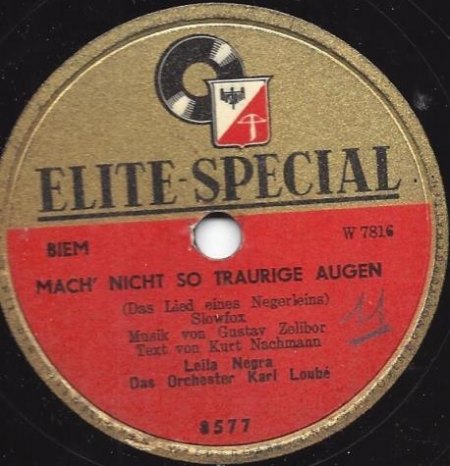 ELITE-SPECIAL
BIEM
W 7816
MACH' NICHT SO TRAURIGE AUGEN
(Das Lied eines Negerleins)
Slowfox
Musik von Gustav Zelibor
Text von Kurt Nachmann
11
Leila Negra
Das Orchester Karl Loubé
8577